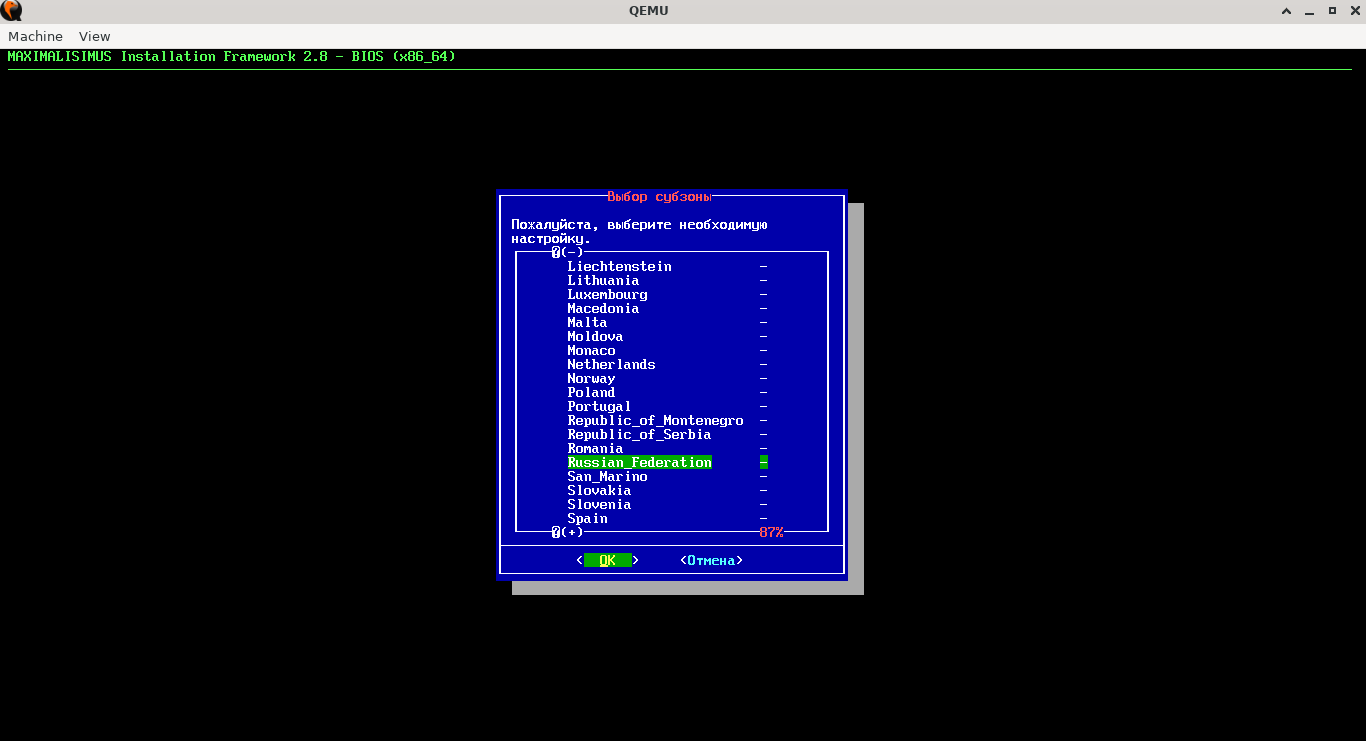 QEMU
Machine View
MAXIMALISIMUS Installation Framework 2.8 - BIOS (x86_64)
Выбор субзоны
Пожалуйста, выберите необходимую
настройку.
?(-)
Liechtenstein -
Lithuania -
Luxembourg -
Macedonia -
Malta -
Moldova -
Monaco -
Netherlands -
Norway -
Poland -
Portugal -
Republic_of_Montenegro -
Republic_of_Serbia -
Romania -
Russian_Federation -
San_Marino -
Slovakia -
Slovenia -
Spain -
?(+) 87%
< OK > <Отмена>